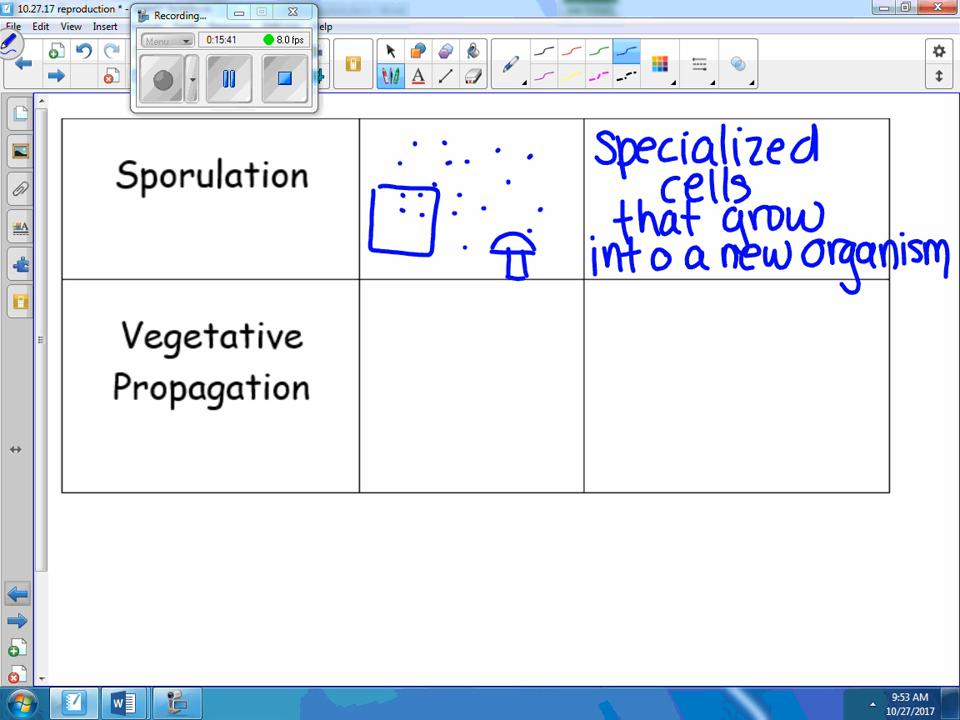 10.27.17 reproduction * -
Recording...
File Edit View Insert
Menu
0:15:41
8.0 fps
Sporulation
specialized
cells
that grow
into a new organism
Vegetative
Propagation
9:53 AM
10/27/2017